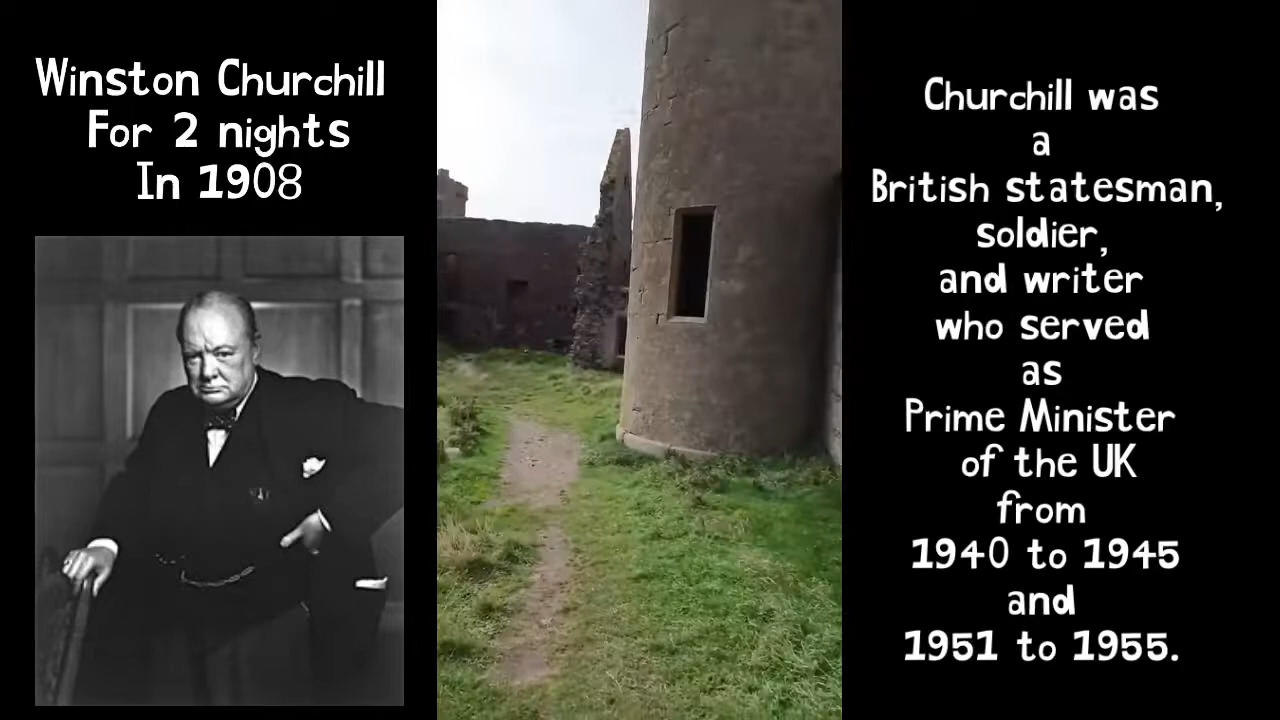 Winston Churchill
For 2 nights
In 1908
Churchill was
a
British statesman,
soldier,
and writer
who served
as
Prime Minister
of the UK
from
1940 to 1945
and
1951 to 1955.